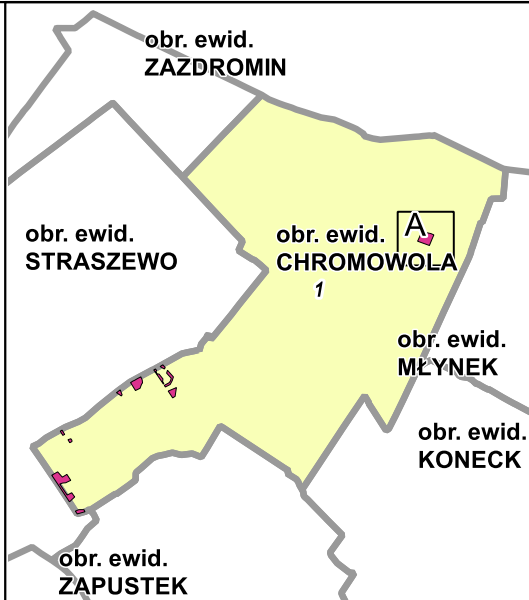 obr. ewid.
ZAZDROMIN
obr. ewid.
STRASZEWO
A
obr. ewid.
CHROMOWOLA
1
obr. ewid.
MŁYNEK
obr. ewid.
KONECK
obr. ewid.
ZAPUSTEK